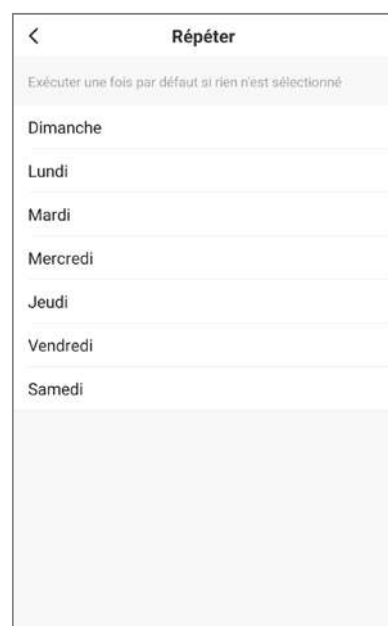 Répéter
Exécuter une fois par défaut si rien n'est sélectionné
Dimanche
Lundi
Mardi
Mercredi
Jeudi
Vendredi
Samedi